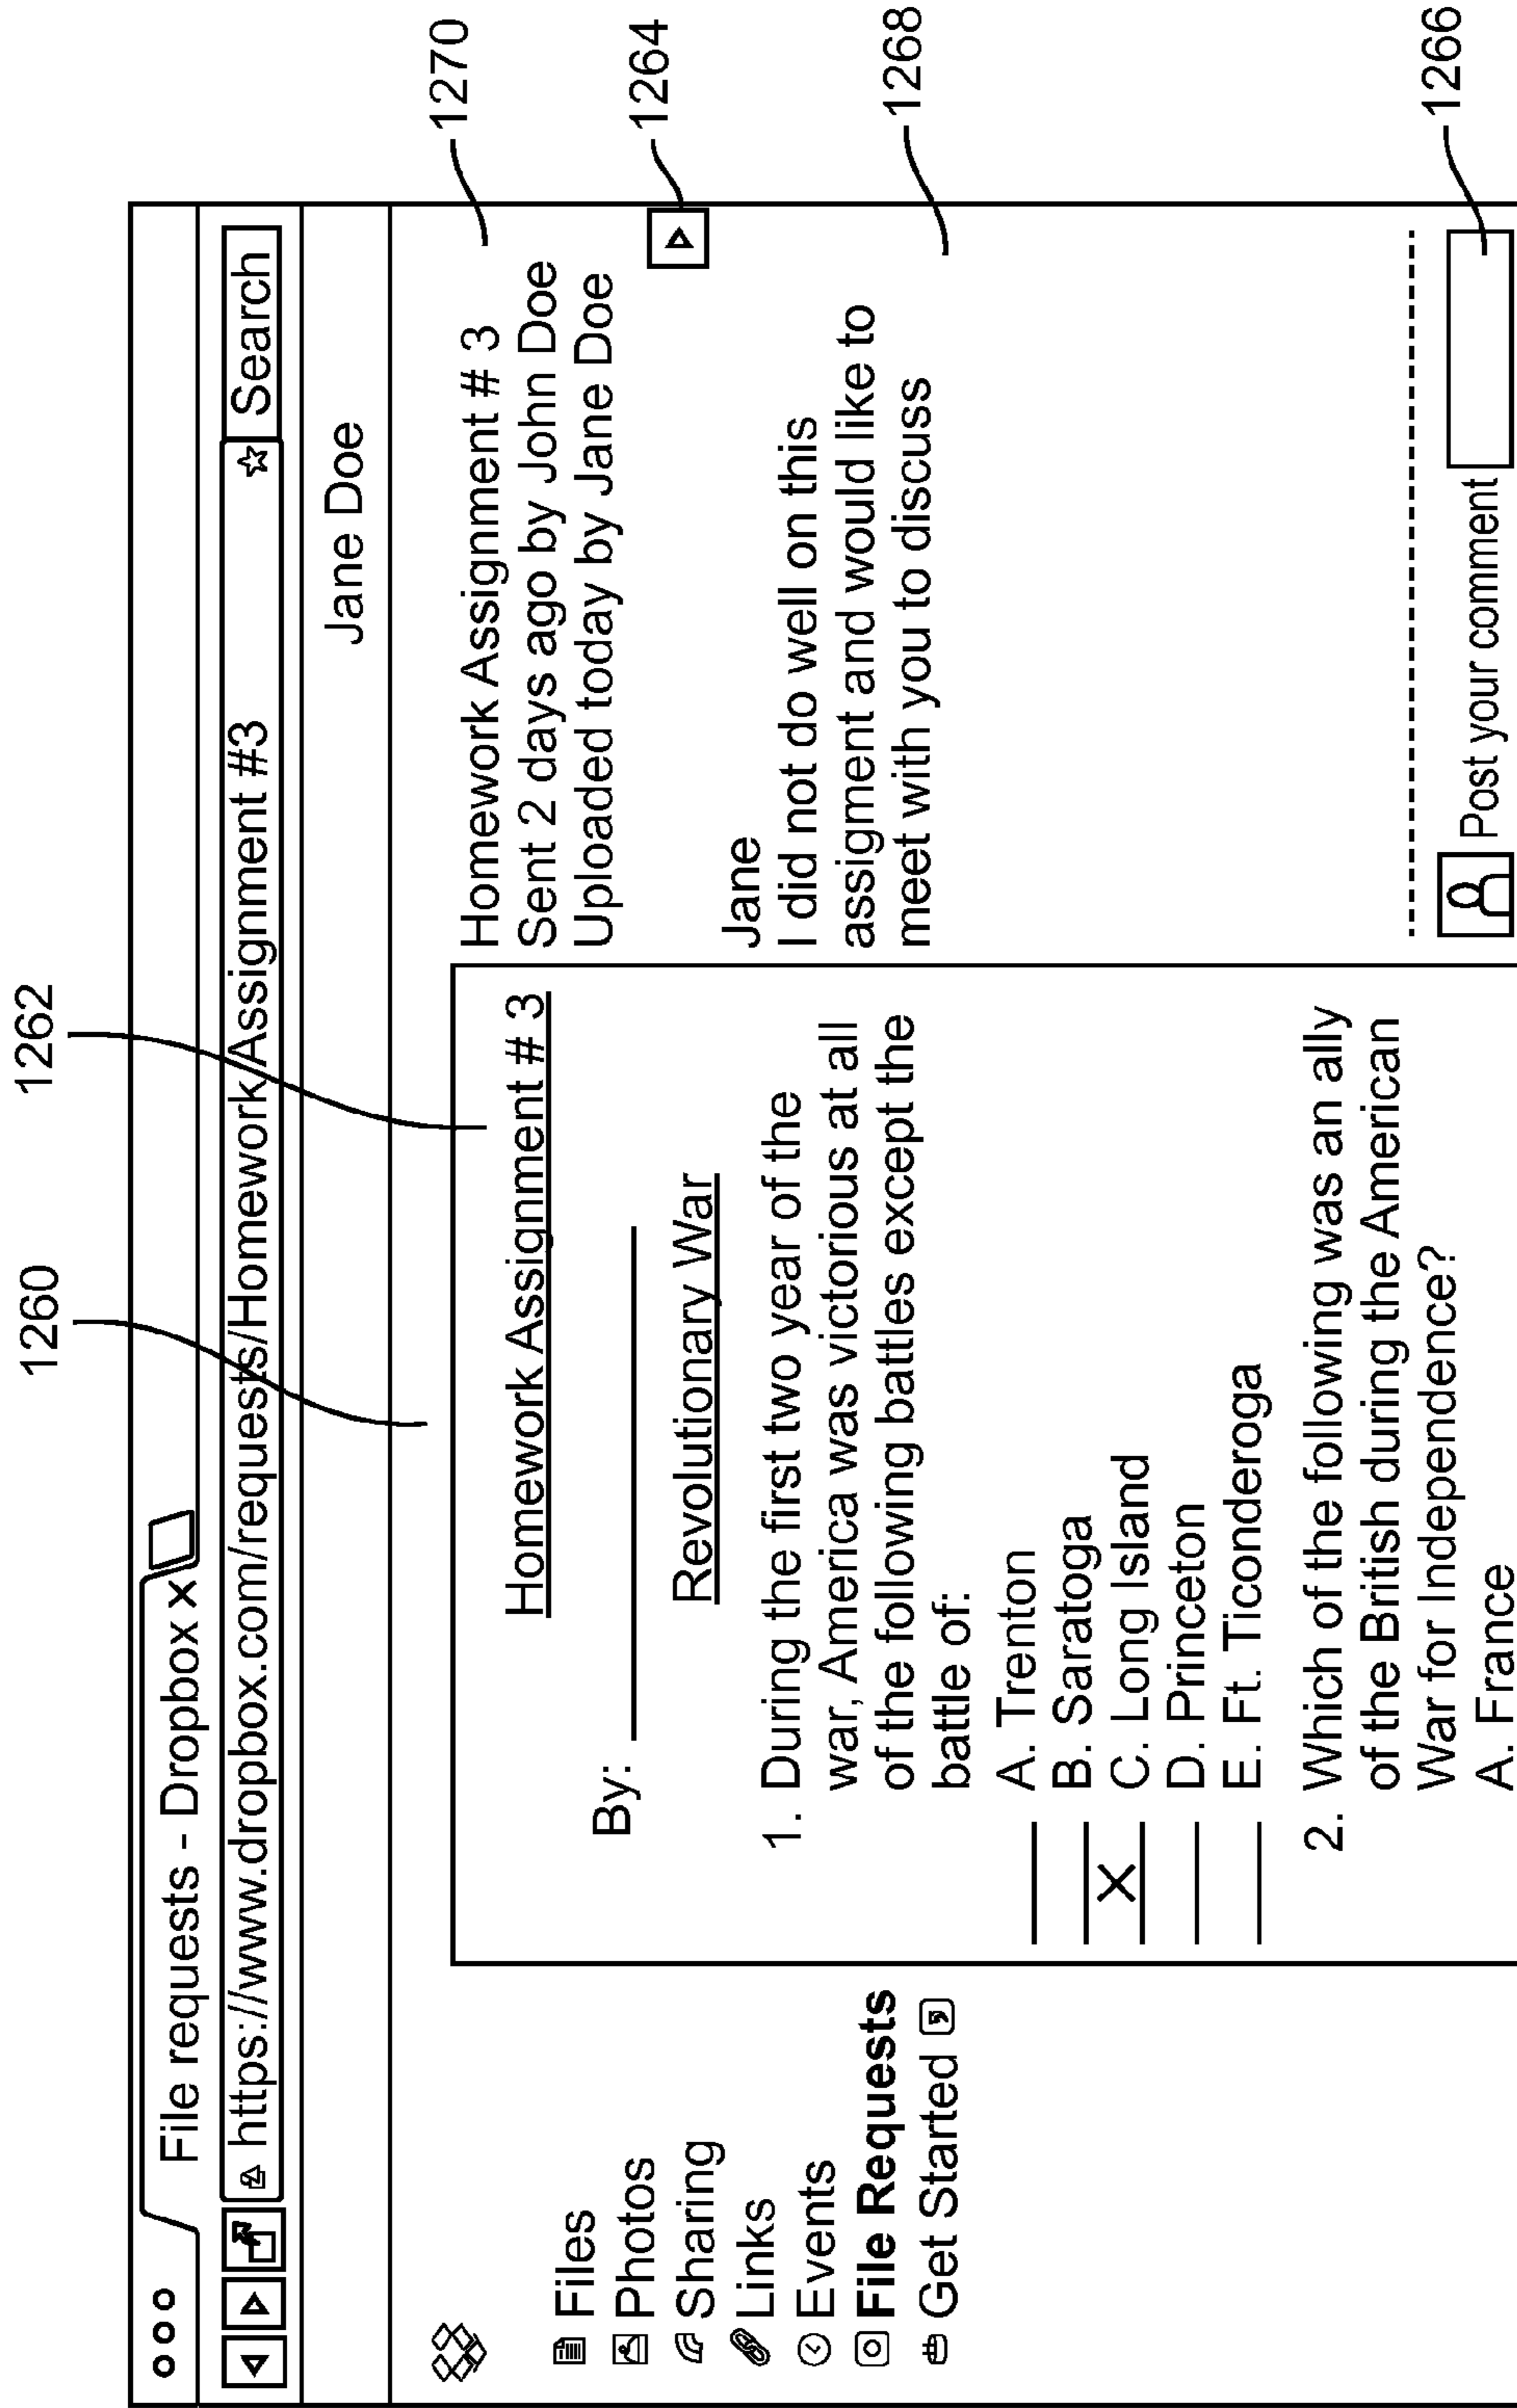 1260
1262
File requests - Dropbox X
https://www.dropbox.com/requests/Homework Assignment #3
Search
Jane Doe
Files
Photos
Sharing
Links
Events
File Requests
Get Started
Homework Assignment # 3
By:
Revolutionary War
1. During the first two year of the
war, America was victorious at all
of the following battles except the
battle of:
A. Trenton
B. Saratoga
X C. Long Island
D. Princeton
E. Ft. Ticonderoga
2. Which of the following was an ally
of the British during the American
War for Independence?
A. France
Homework Assignment # 3
Sent 2 days ago by John Doe
Uploaded today by Jane Doe
Jane
I did not do well on this
assigment and would like to
meet with you to discuss
Post your comment
1270
1264
1268
1266